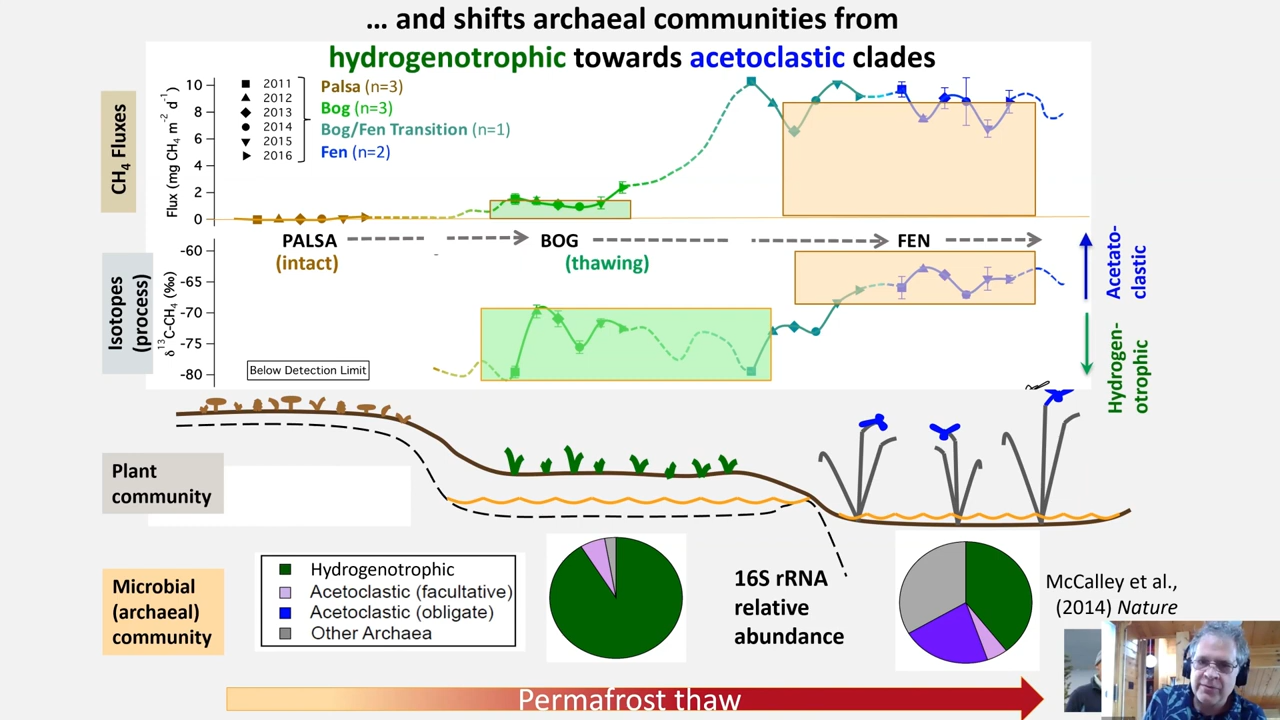 … and shifts archaeal communities from
hydrogenotrophic towards acetoclastic clades
CH4 Fluxes
Flux (mg CH4 m-2 d-1)
10
8
6
4
2
0
2011
2012
2013
2014
2015
2016
Palsa (n=3)
Bog (n=3)
Bog/Fen Transition (n=1)
Fen (n=2)
PALSA
(intact)
BOG
(thawing)
FEN
Isotopes
(process)
δ13C-CH4 (‰)
-60
-65
-70
-75
-80
Below Detection Limit
Acetato-
clastic
Hydrogen-
otrophic
Plant
community
Microbial
(archaeal)
community
Hydrogenotrophic
Acetoclastic (facultative)
Acetoclastic (obligate)
Other Archaea
16S rRNA
relative
abundance
McCalley et al.,
(2014) Nature
Permafrost thaw